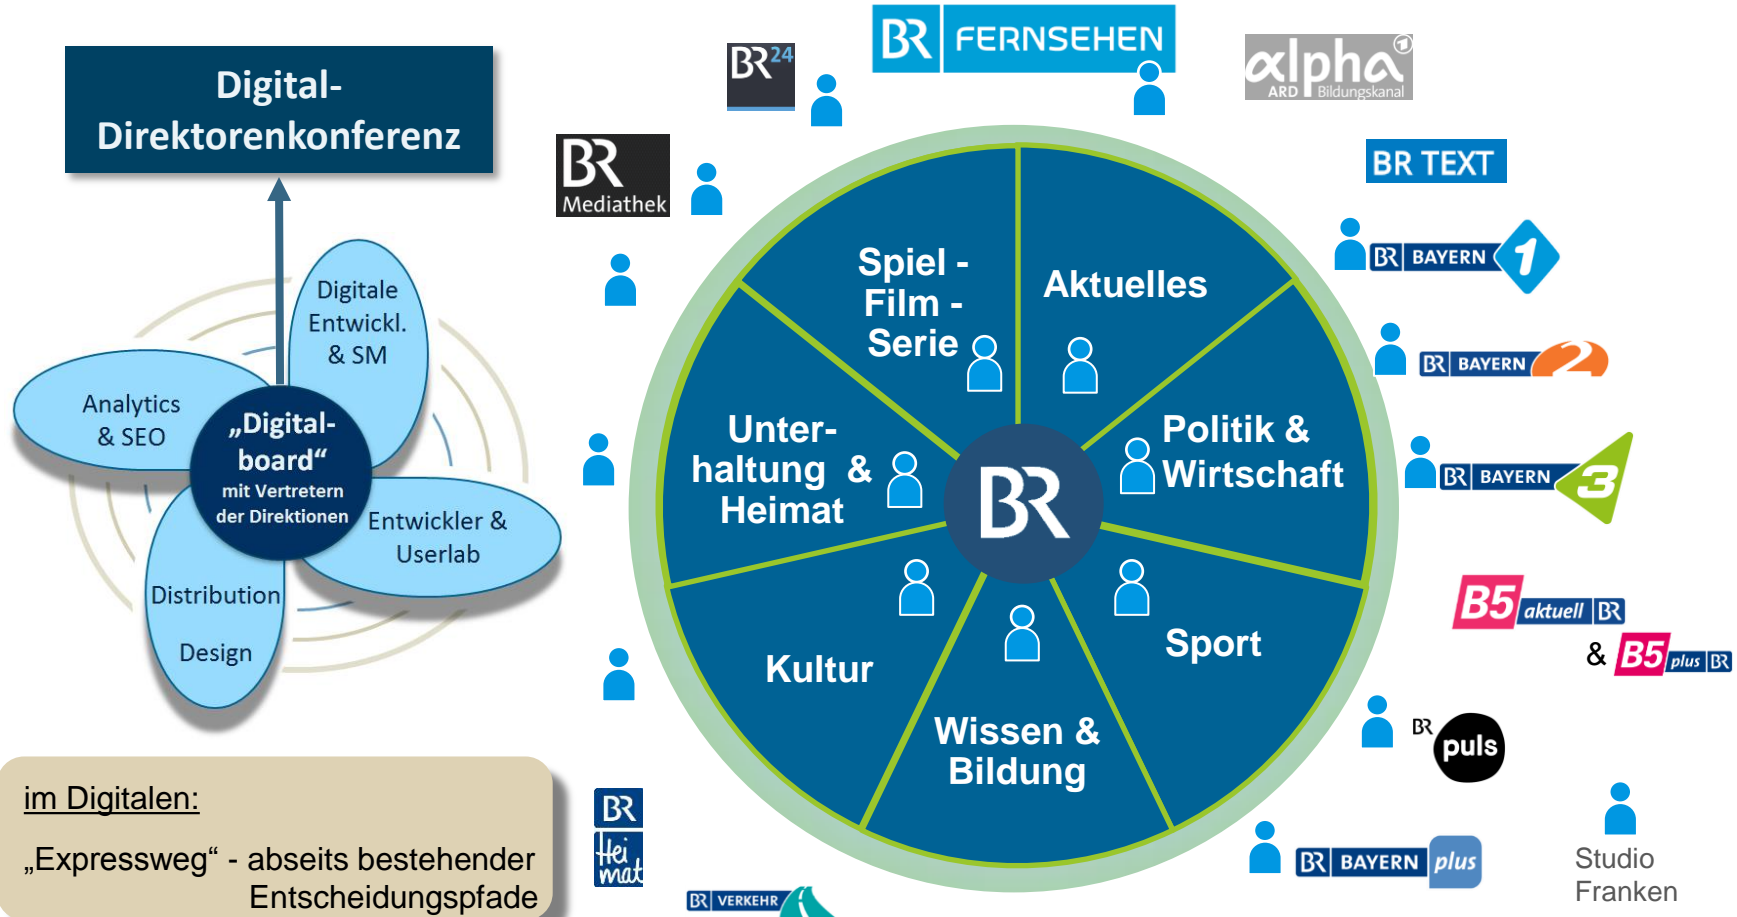 Digital-
Direktorenkonferenz
Digitale
Entwickl.
& SM
Analytics
& SEO
„Digital-
board“
mit Vertretern
der Direktionen
Entwickler &
Userlab
Distribution
Design
im Digitalen:
„Expressweg“ - abseits bestehender
Entscheidungspfade
BR24
BR FERNSEHEN
alpha
ARD Bildungskanal
BR
Mediathek
BR TEXT
BR BAYERN 1
BR BAYERN 2
BR BAYERN 3
B5 aktuell BR
& B5 plus BR
BR puls
Studio
Franken
BR BAYERN plus
BR VERKEHR
BR
Hei
mat
Spiel -
Film -
Serie
Aktuelles
Politik &
Wirtschaft
Sport
Wissen &
Bildung
Kultur
Unter-
haltung &
Heimat
BR